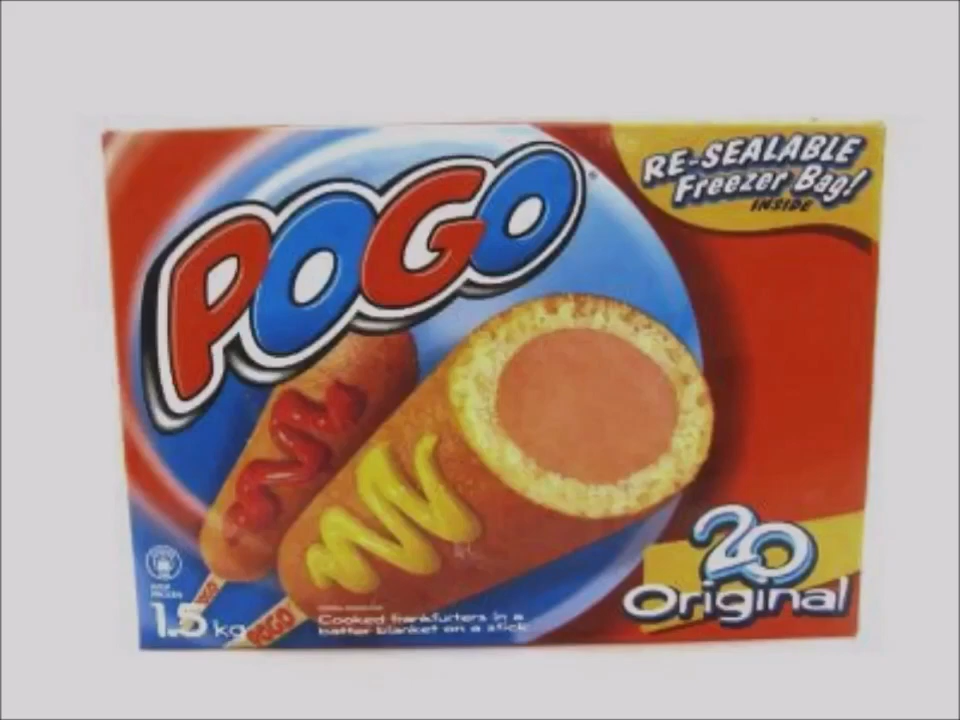 POGO
RE-SEALABLE
Freezer Bag!
INSIDE
20
Original
1.5 kg
POGO
Cooked frankfurters in a
batter blanket on a stick